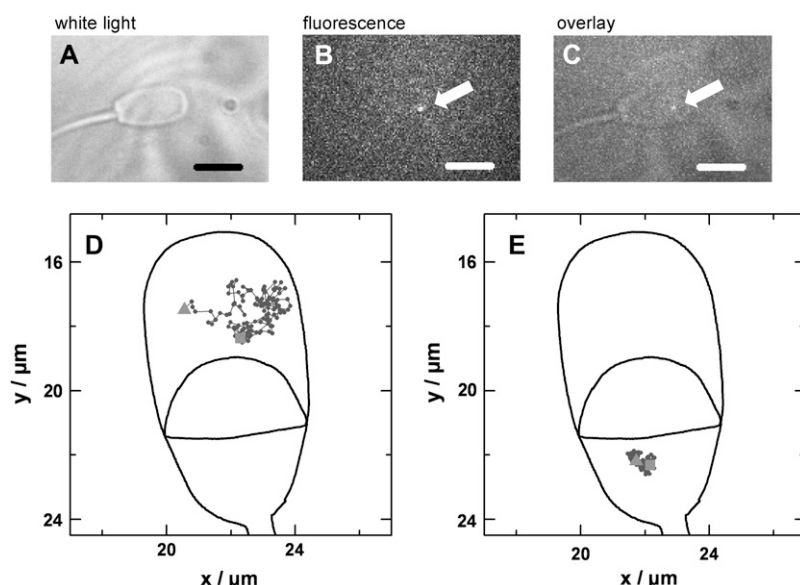 white light
fluorescence
overlay
A
B
C
D
E
16
20
24
y / µm
20
24
x / µm
16
20
24
y / µm
20
24
x / µm